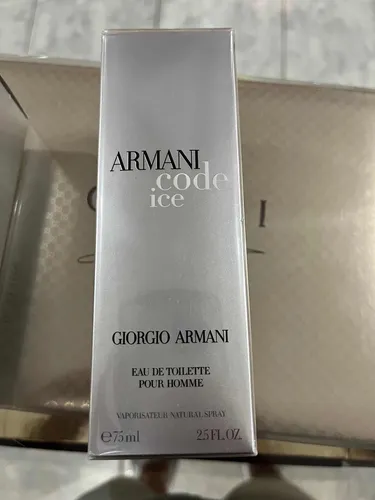 ARMANI
code
ice
GIORGIO ARMANI
EAU DE TOILETTE
POUR HOMME
VAPORISATEUR NATURAL SPRAY
℮75ml 2.5 FL.OZ.